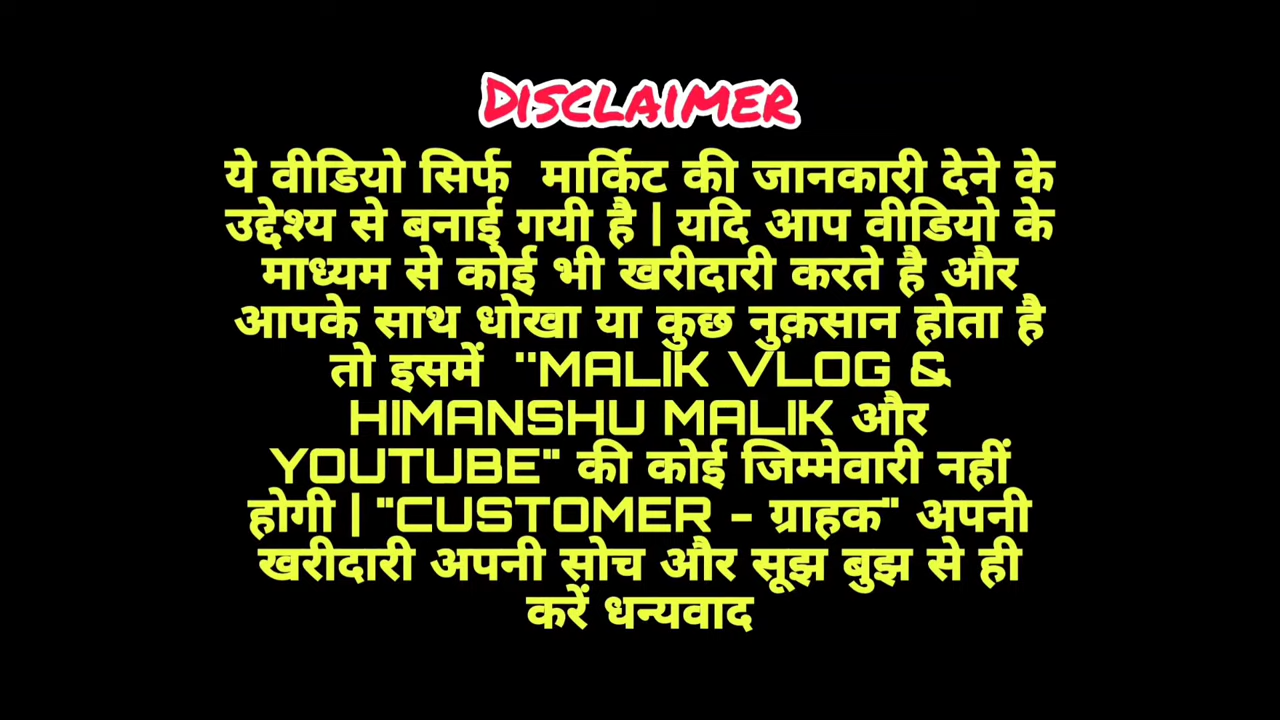 DISCLAIMER
ये वीडियो सिर्फ मार्किट की जानकारी देने के
उद्देश्य से बनाई गयी है | यदि आप वीडियो के
माध्यम से कोई भी खरीदारी करते है और
आपके साथ धोखा या कुछ नुक़सान होता है
तो इसमें "MALIK VLOG &
HIMANSHU MALIK और
YOUTUBE" की कोई जिम्मेवारी नहीं
होगी | "CUSTOMER - ग्राहक" अपनी
खरीदारी अपनी सोच और सूझ बुझ से ही
करें धन्यवाद